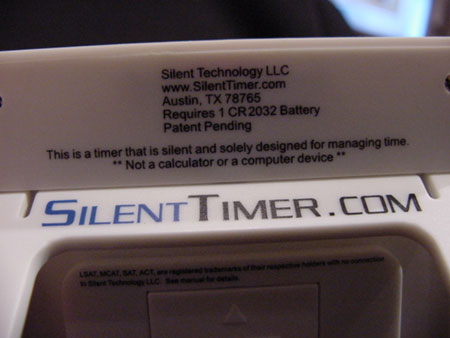 Silent Technology LLC
www.SilentTimer.com
Austin, TX 78765
Requires 1 CR2032 Battery
Patent Pending
This is a timer that is silent and solely designed for managing time.
** Not a calculator or a computer device **
SILENTTIMER.COM
LSAT, MCAT, SAT, ACT, are registered trademarks of their respective holders with no connection
to Silent Technology LLC. See manual for details.